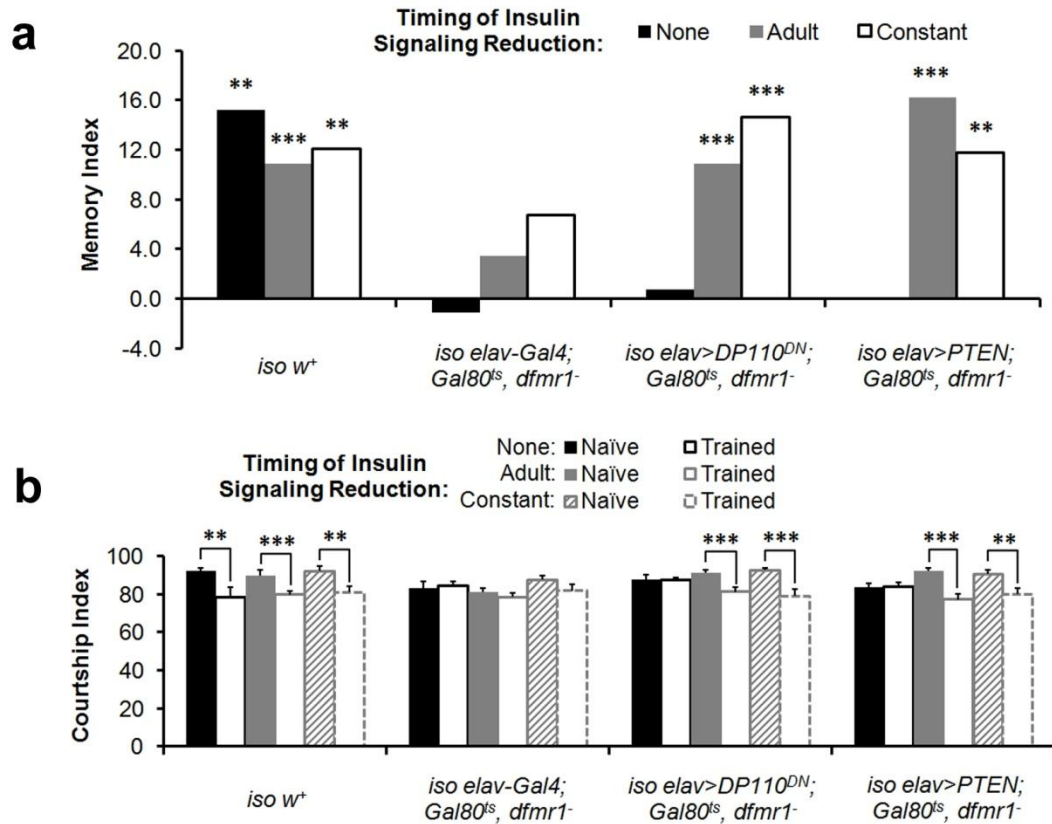 a
Timing of Insulin
Signaling Reduction:
None Adult Constant
Memory Index
20.0
16.0
12.0
8.0
4.0
0.0
-4.0
** *** **
*** ***
*** **
iso w⁺
iso elav-Gal4;
Gal80ᵗˢ, dfmr1⁻
iso elav>DP110ᴰᴺ;
Gal80ᵗˢ, dfmr1⁻
iso elav>PTEN;
Gal80ᵗˢ, dfmr1⁻
b
Timing of Insulin
Signaling Reduction:
None: Naïve Trained
Adult: Naïve Trained
Constant: Naïve Trained
Courtship Index
100
80
60
40
20
0
** *** **
*** ***
*** **
iso w⁺
iso elav-Gal4;
Gal80ᵗˢ, dfmr1⁻
iso elav>DP110ᴰᴺ;
Gal80ᵗˢ, dfmr1⁻
iso elav>PTEN;
Gal80ᵗˢ, dfmr1⁻